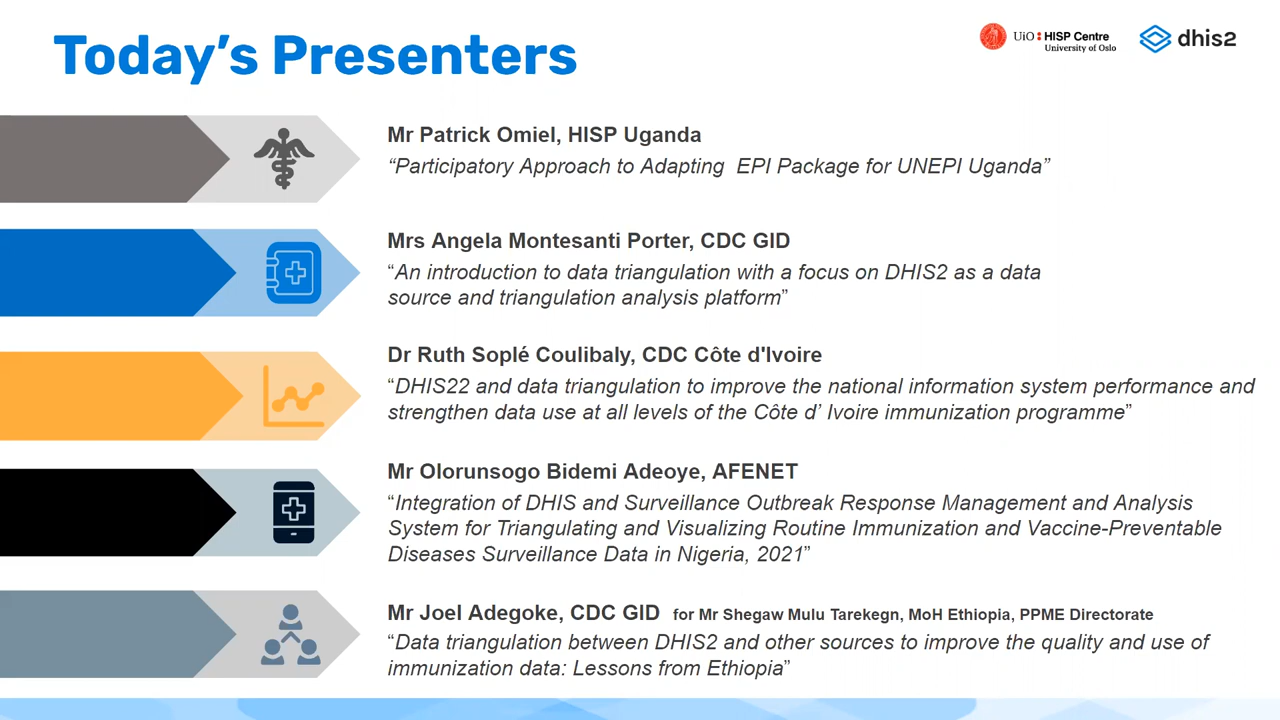 Today’s Presenters
UiO HISP Centre
University of Oslo
dhis2
Mr Patrick Omiel, HISP Uganda
“Participatory Approach to Adapting EPI Package for UNEPI Uganda”
Mrs Angela Montesanti Porter, CDC GID
“An introduction to data triangulation with a focus on DHIS2 as a data
source and triangulation analysis platform”
Dr Ruth Soplé Coulibaly, CDC Côte d'Ivoire
“DHIS22 and data triangulation to improve the national information system performance and
strengthen data use at all levels of the Côte d’ Ivoire immunization programme”
Mr Olorunsogo Bidemi Adeoye, AFENET
“Integration of DHIS and Surveillance Outbreak Response Management and Analysis
System for Triangulating and Visualizing Routine Immunization and Vaccine-Preventable
Diseases Surveillance Data in Nigeria, 2021”
Mr Joel Adegoke, CDC GID for Mr Shegaw Mulu Tarekegn, MoH Ethiopia, PPME Directorate
“Data triangulation between DHIS2 and other sources to improve the quality and use of
immunization data: Lessons from Ethiopia”